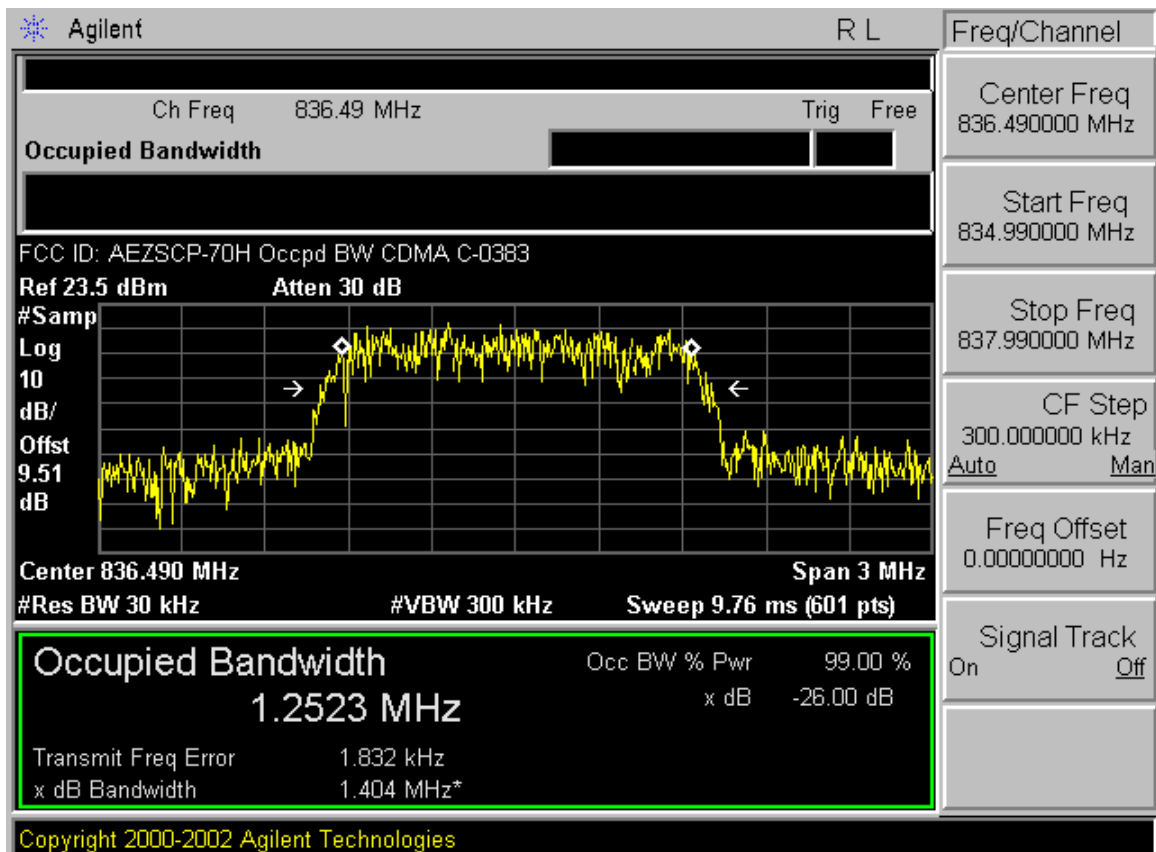 Agilent R L
Freq/Channel
Ch Freq 836.49 MHz Trig Free
Occupied Bandwidth
FCC ID: AEZSCP-70H Occpd BW CDMA C-0383
Ref 23.5 dBm Atten 30 dB
#Samp
Log
10
dB/
Offst
9.51
dB
Center 836.490 MHz Span 3 MHz
#Res BW 30 kHz #VBW 300 kHz Sweep 9.76 ms (601 pts)
Occupied Bandwidth Occ BW % Pwr 99.00 %
1.2523 MHz x dB -26.00 dB
Transmit Freq Error 1.832 kHz
x dB Bandwidth 1.404 MHz*
Copyright 2000-2002 Agilent Technologies
Center Freq
836.490000 MHz
Start Freq
834.990000 MHz
Stop Freq
837.990000 MHz
CF Step
300.000000 kHz
Auto Man
Freq Offset
0.00000000 Hz
Signal Track
On Off